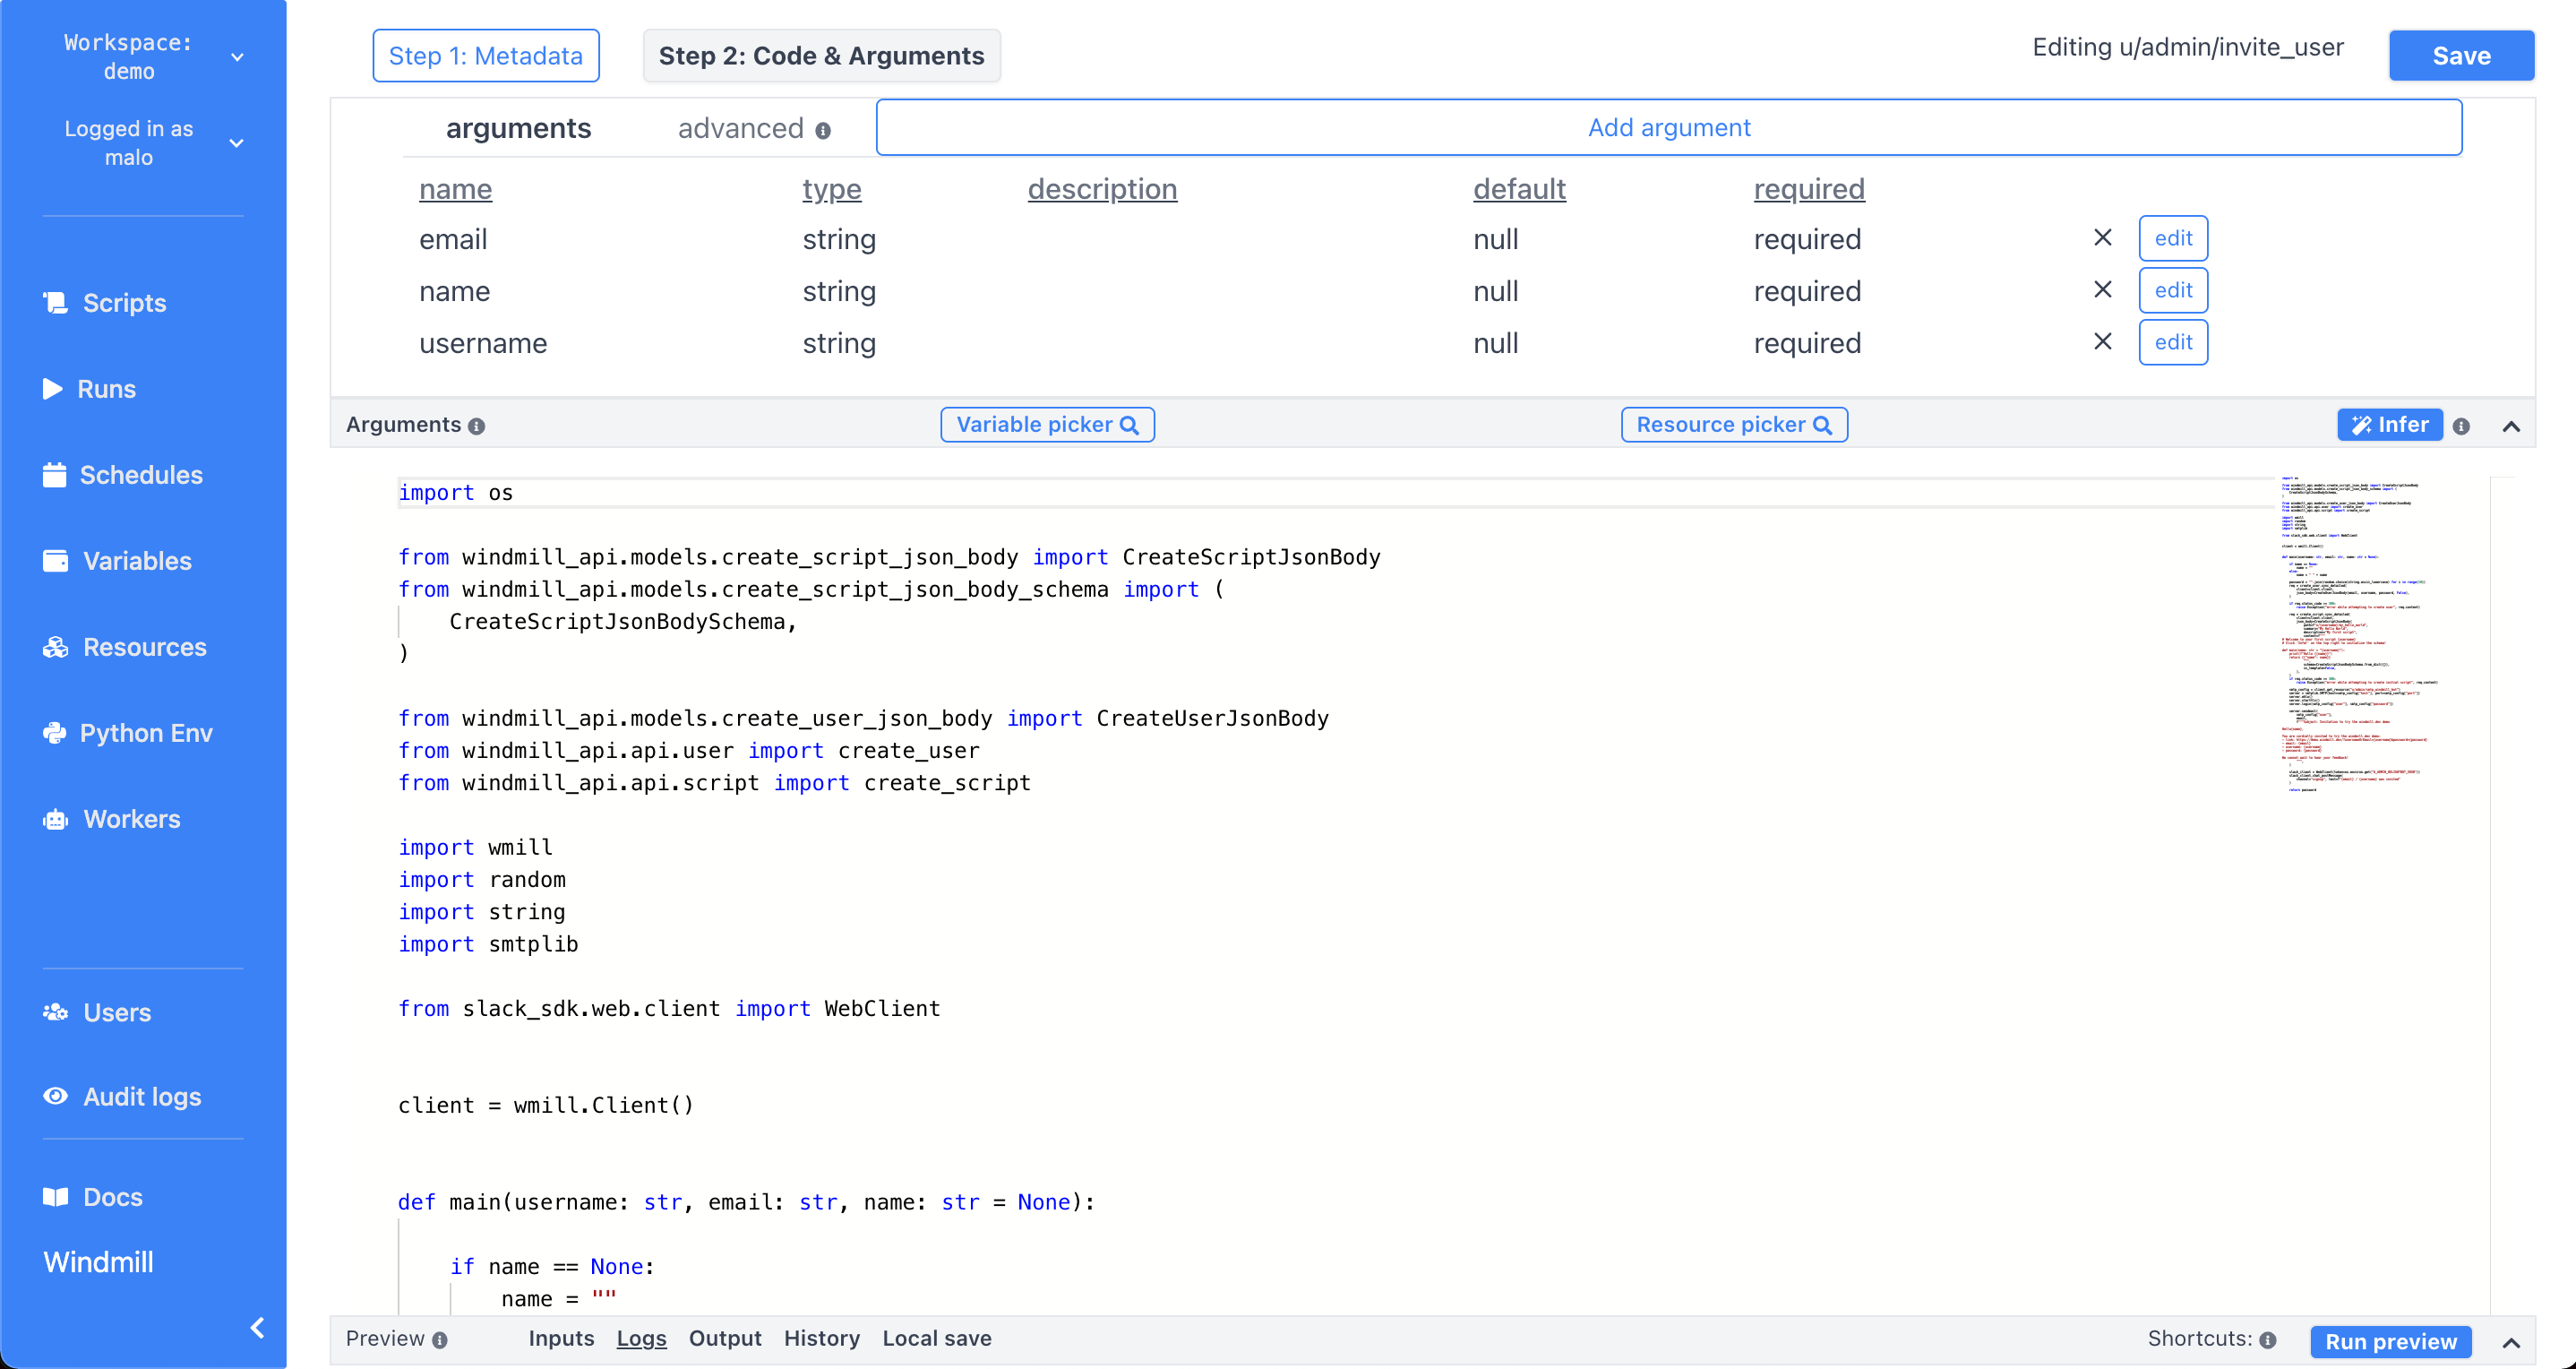 Workspace:
demo
Logged in as
malo
Scripts
Runs
Schedules
Variables
Resources
Python Env
Workers
Users
Audit logs
Docs
Windmill
Step 1: Metadata
Step 2: Code & Arguments
Editing u/admin/invite_user
Save
arguments
advanced
Add argument
name type description default required
email string null required edit
name string null required edit
username string null required edit
Arguments
Variable picker
Resource picker
Infer
import os
from windmill_api.models.create_script_json_body import CreateScriptJsonBody
from windmill_api.models.create_script_json_body_schema import (
CreateScriptJsonBodySchema,
)
from windmill_api.models.create_user_json_body import CreateUserJsonBody
from windmill_api.api.user import create_user
from windmill_api.api.script import create_script
import wmill
import random
import string
import smtplib
from slack_sdk.web.client import WebClient
client = wmill.Client()
def main(username: str, email: str, name: str = None):
if name == None:
name = ""
Preview
Inputs
Logs
Output
History
Local save
Shortcuts:
Run preview